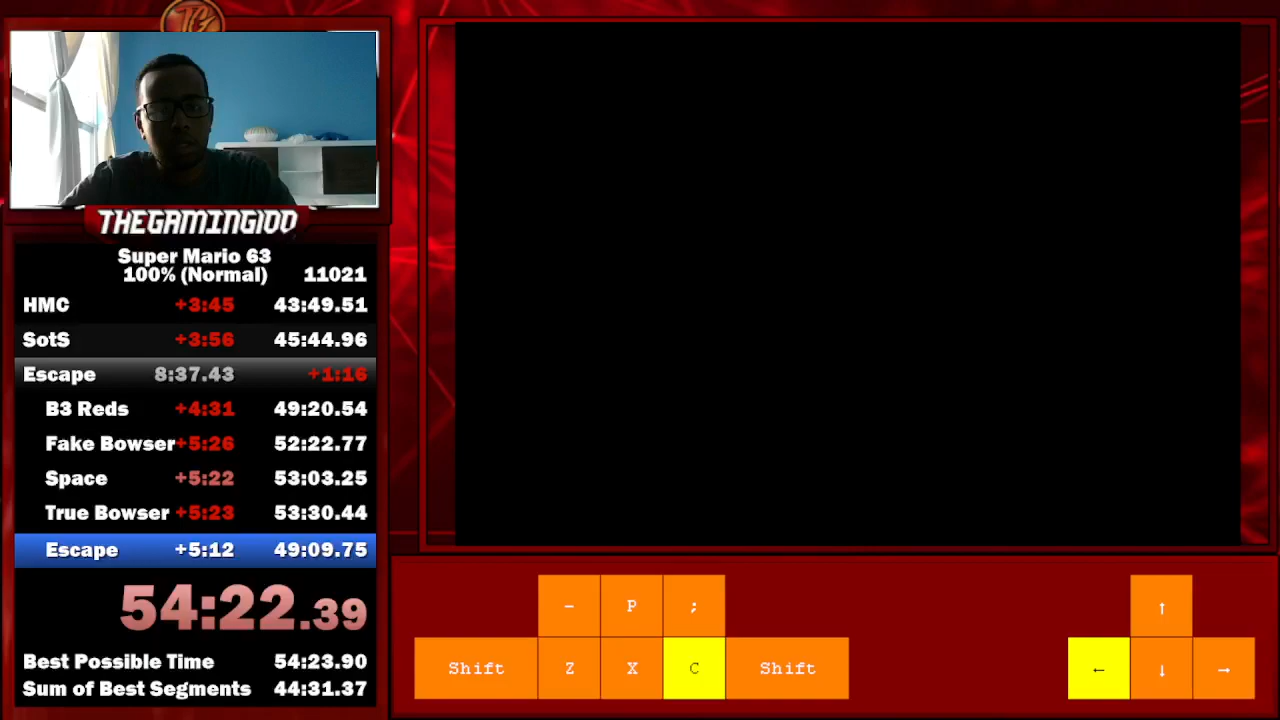 TG
THEGAMING100
Super Mario 63
100% (Normal) 11021
HMC +3:45 43:49.51
SotS +3:56 45:44.96
Escape 8:37.43 +1:16
B3 Reds +4:31 49:20.54
Fake Bowser +5:26 52:22.77
Space +5:22 53:03.25
True Bowser +5:23 53:30.44
Escape +5:12 49:09.75
54:22.39
Best Possible Time 54:23.90
Sum of Best Segments 44:31.37
- P ; ↑
Shift Z X C Shift ← ↓ →